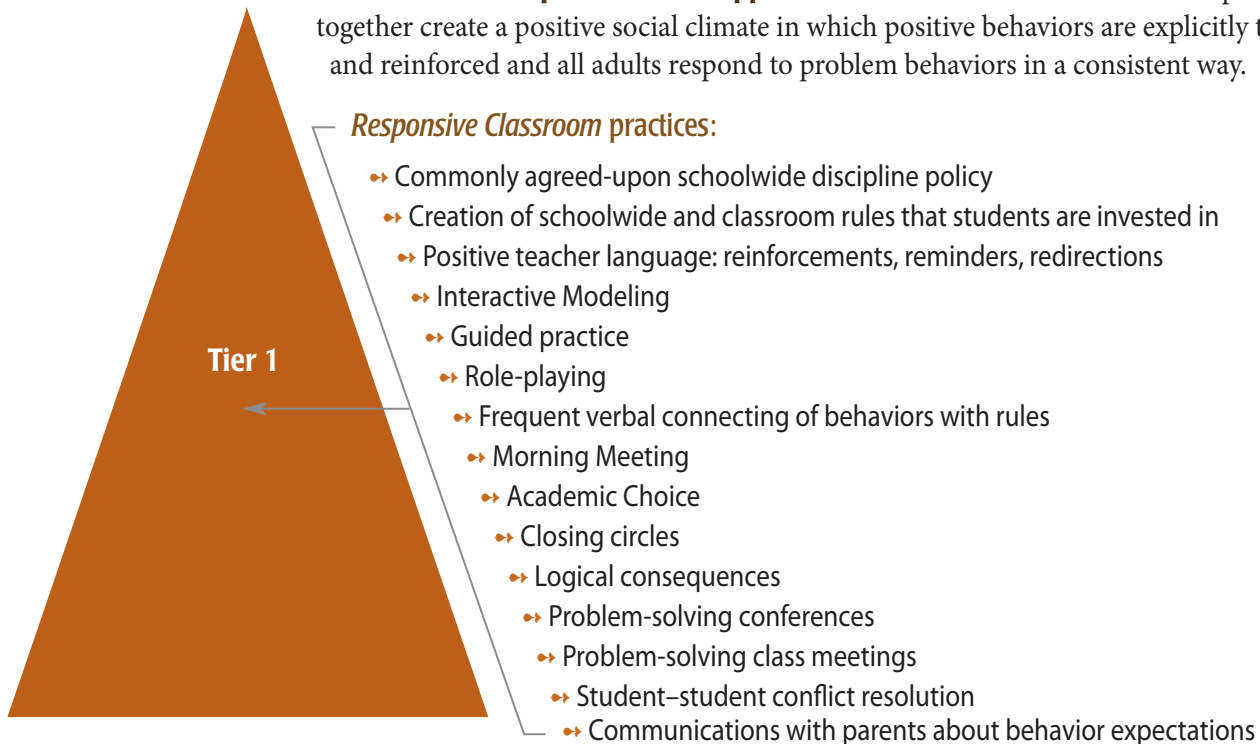 together create a positive social climate in which positive behaviors are explicitly
and reinforced and all adults respond to problem behaviors in a consistent way.
Responsive Classroom practices:
Commonly agreed-upon schoolwide discipline policy
Creation of schoolwide and classroom rules that students are invested in
Positive teacher language: reinforcements, reminders, redirections
Interactive Modeling
Guided practice
Tier 1
Role-playing
Frequent verbal connecting of behaviors with rules
Morning Meeting
Academic Choice
Closing circles
Logical consequences
Problem-solving conferences
Problem-solving class meetings
Student–student conflict resolution
Communications with parents about behavior expectations